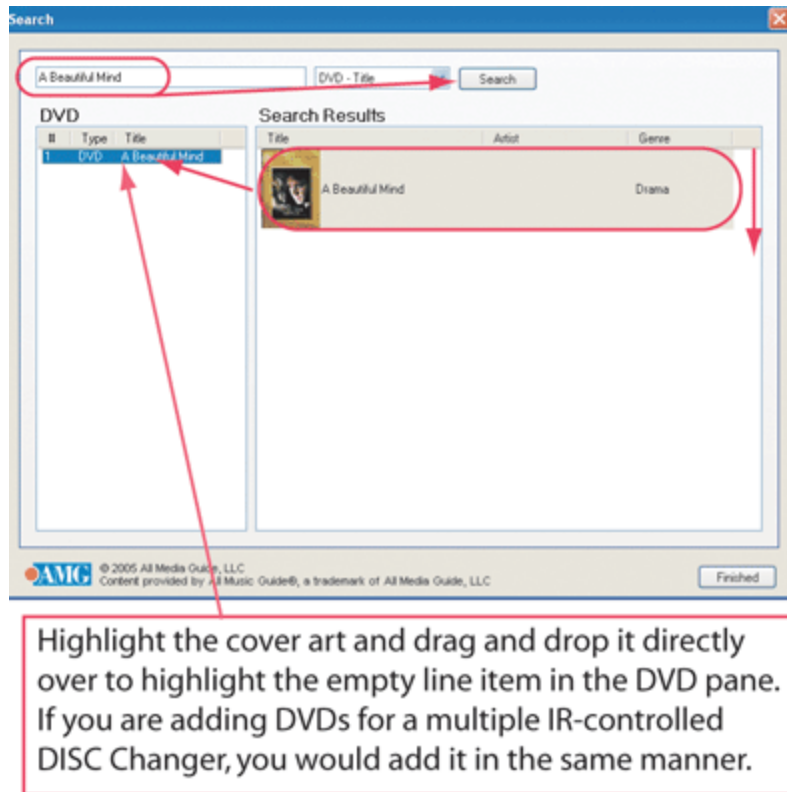 Search
A Beautiful Mind
DVD - Title
Search
DVD
Search Results
# Type Title
Title Artist Genre
1 DVD A Beautiful Mind
A Beautiful Mind Drama
AMG
© 2005 All Media Guide, LLC
Content provided by All Music Guide®, a trademark of All Media Guide, LLC
Finished
Highlight the cover art and drag and drop it directly
over to highlight the empty line item in the DVD pane.
If you are adding DVDs for a multiple IR-controlled
DISC Changer, you would add it in the same manner.